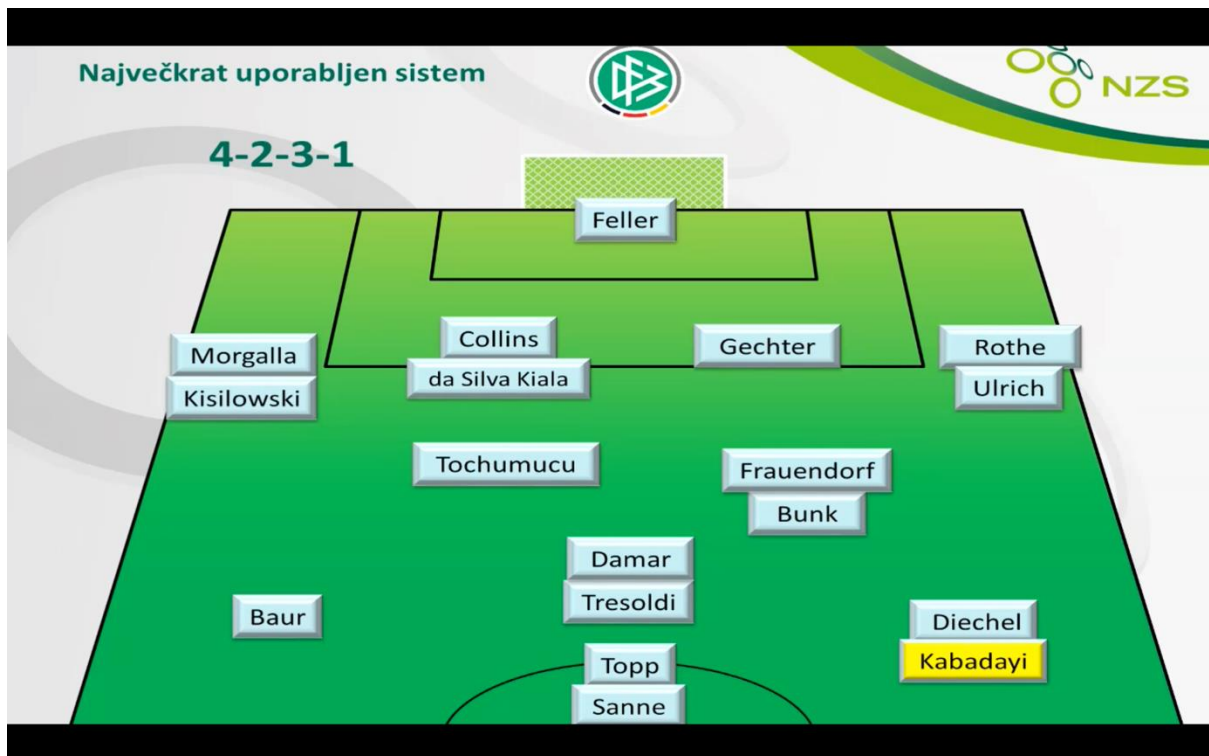 Največkrat uporabljen sistem
NZS
4-2-3-1
Feller
Morgalla
Collins
Gechter
Rothe
Kisilowski
da Silva Kiala
Ulrich
Tochumucu
Frauendorf
Bunk
Damar
Tresoldi
Baur
Diechel
Kabadayi
Topp
Sanne